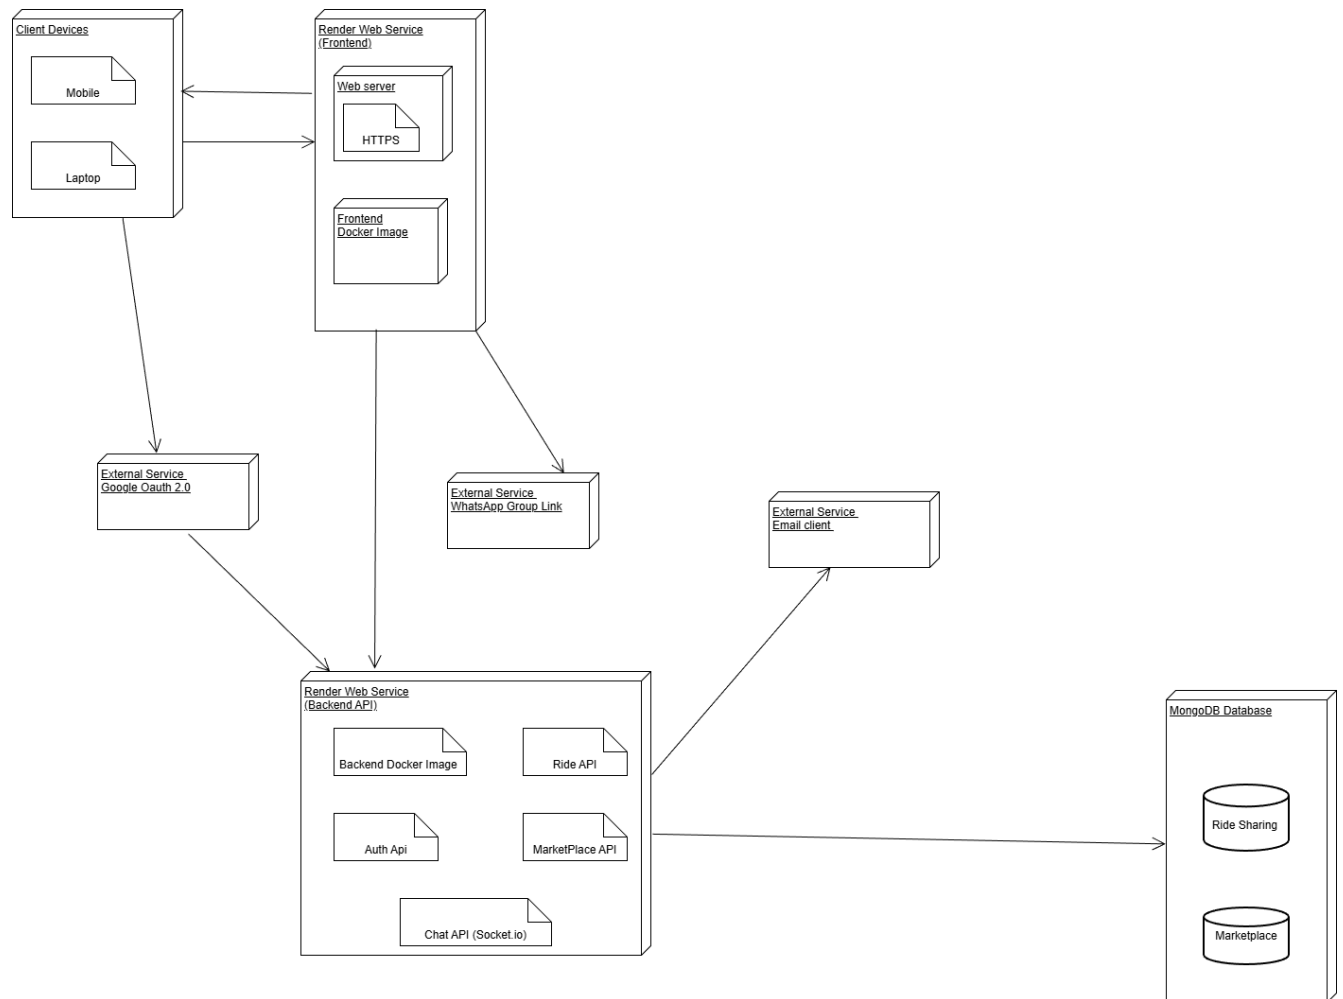 Client Devices
Mobile
Laptop
Render Web Service
(Frontend)
Web server
HTTPS
Frontend
Docker Image
External Service
Google Oauth 2.0
External Service
WhatsApp Group Link
External Service
Email client
Render Web Service
(Backend API)
Backend Docker Image
Ride API
Auth Api
MarketPlace API
Chat API (Socket.io)
MongoDB Database
Ride Sharing
Marketplace